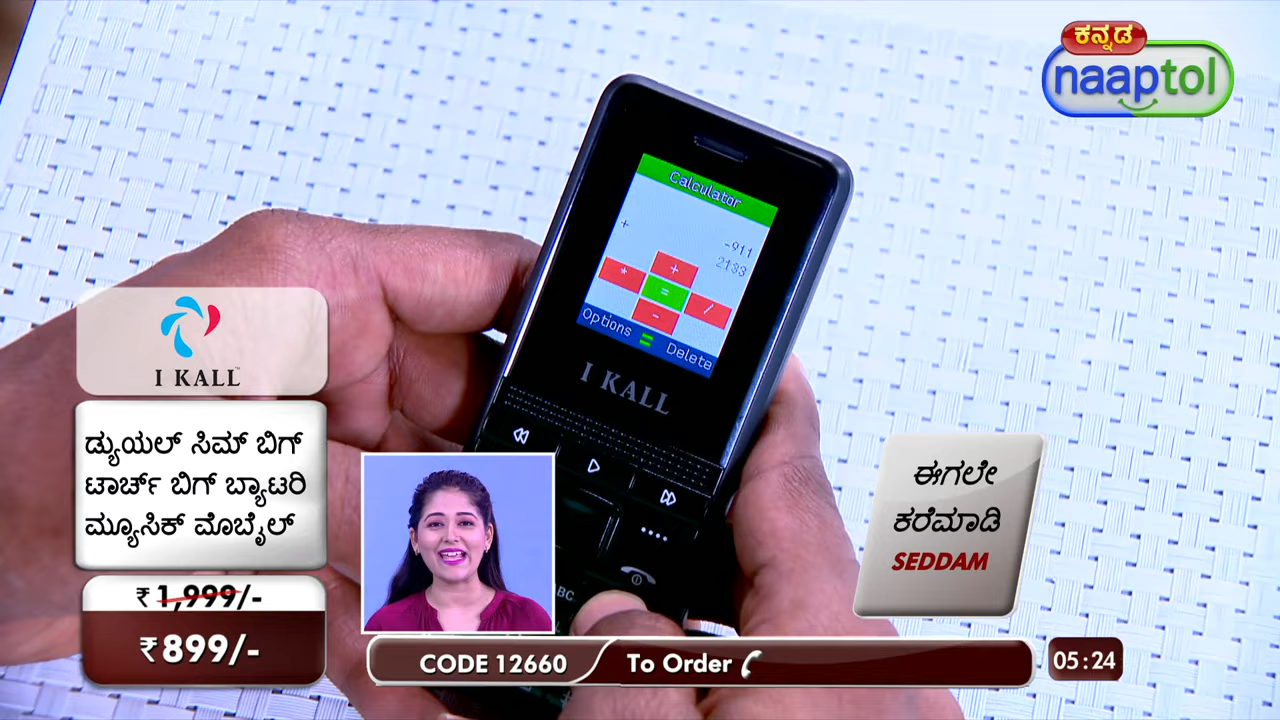 ಕನ್ನಡ
naaptol
Calculator
+
-911
2133
+
*
=
/
-
Options
Delete
I KALL
I KALL
ಡ್ಯುಯಲ್ ಸಿಮ್ ಬಿಗ್
ಟಾರ್ಚ್ ಬಿಗ್ ಬ್ಯಾಟರಿ
ಮ್ಯೂಸಿಕ್ ಮೊಬೈಲ್
₹ 1,999/-
₹ 899/-
ಈಗಲೇ
ಕರೆಮಾಡಿ
SEDDAM
CODE 12660
To Order
05:24